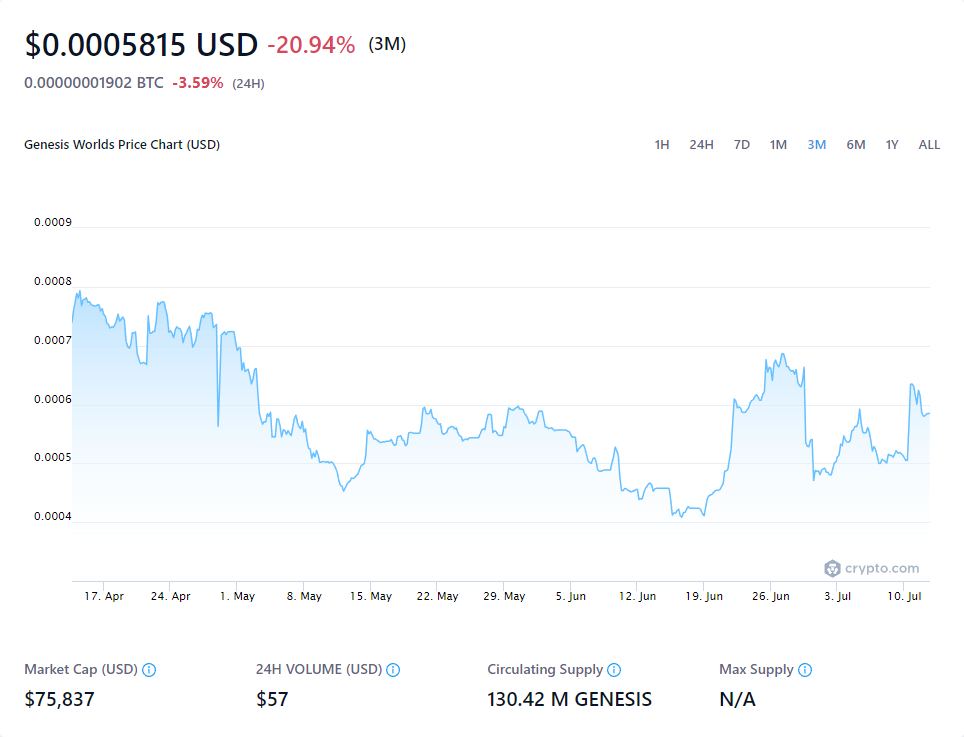 $0.0005815 USD -20.94% (3M)
0.00000001902 BTC -3.59% (24H)
Genesis Worlds Price Chart (USD) 1H 24H 7D 1M 3M 6M 1Y ALL
0.0009
0.0008
0.0007
0.0006
0.0005
0.0004
crypto.com
17. Apr 24. Apr 1. May 8. May 15. May 22. May 29. May 5. Jun 12. Jun 19. Jun 26. Jun 3. Jul 10. Jul
Market Cap (USD) 24H VOLUME (USD) Circulating Supply Max Supply
$75,837 $57 130.42 M GENESIS N/A